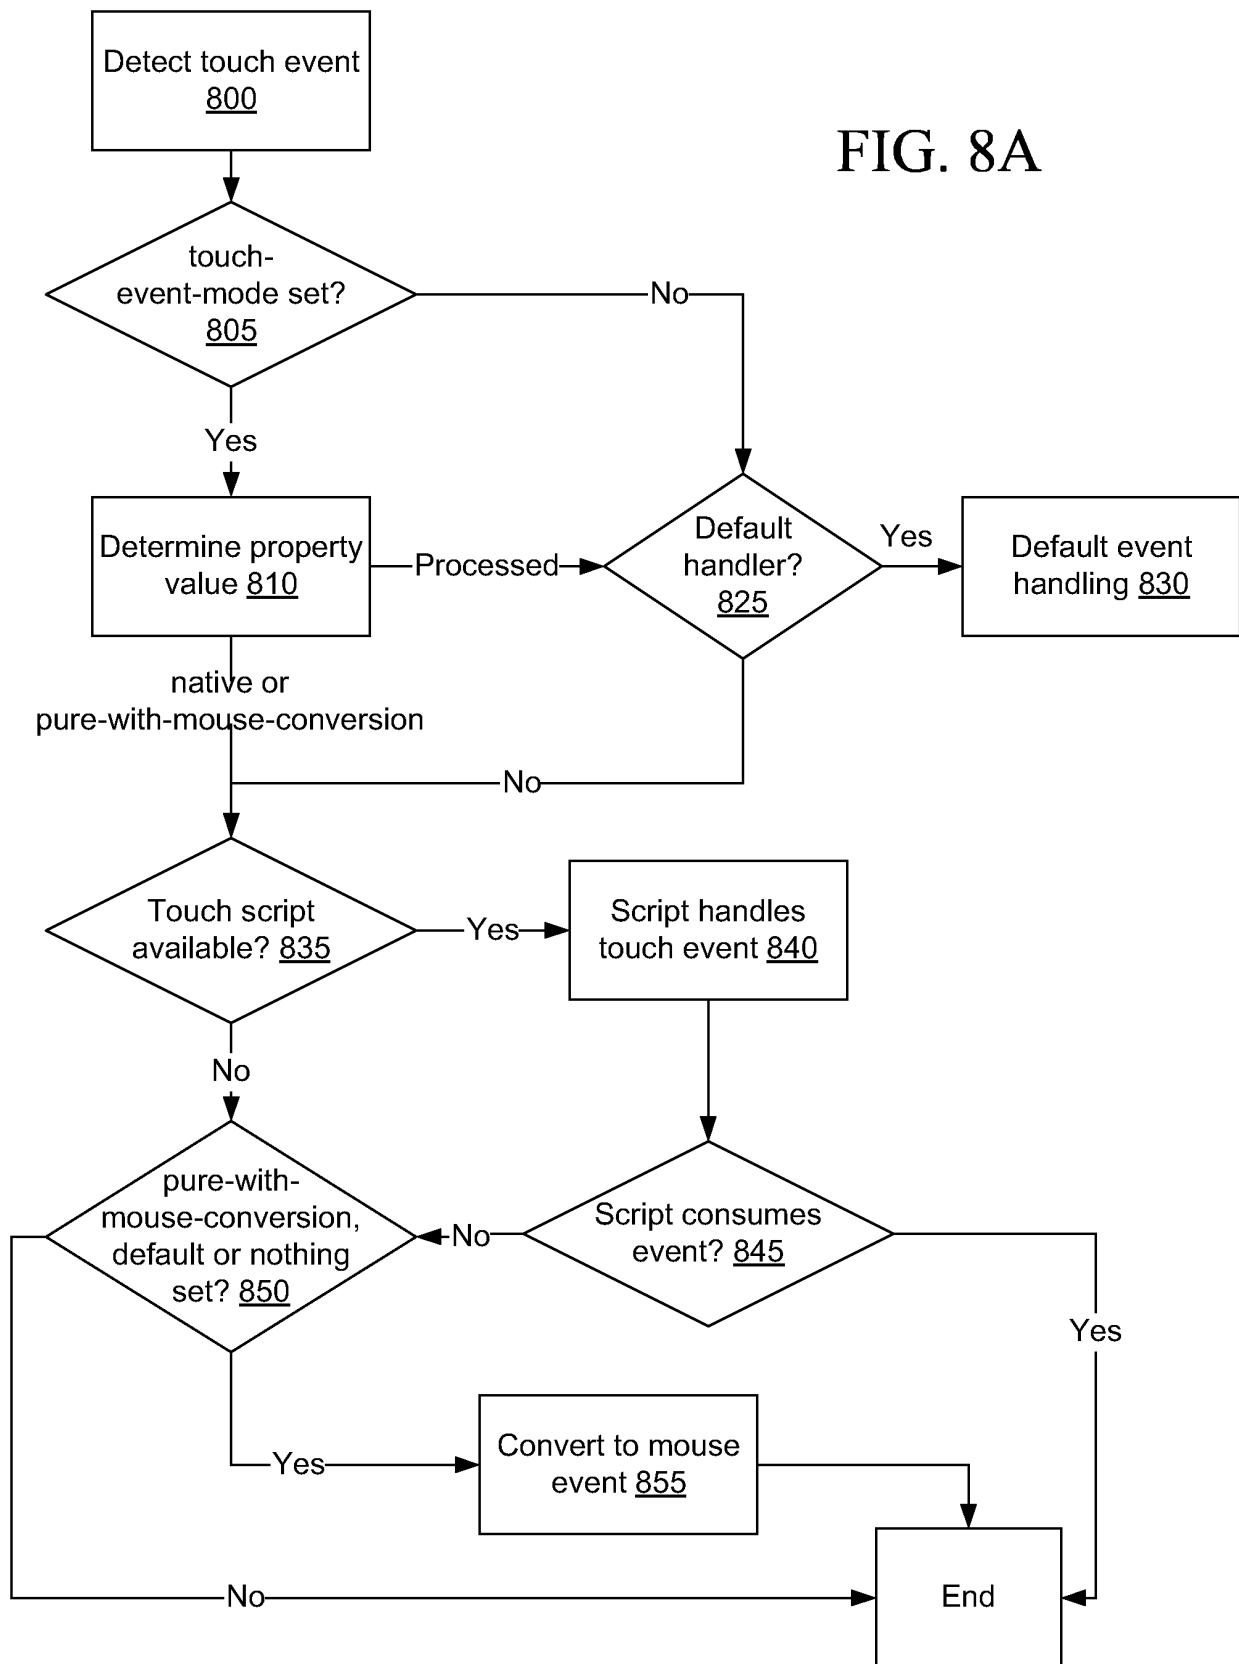 Detect touch event
800
FIG. 8A
touch-
event-mode set?
805
No
Yes
Determine property
value 810
Processed
Default
handler?
825
Yes
Default event
handling 830
native or
pure-with-mouse-conversion
No
Touch script
available? 835
Yes
Script handles
touch event 840
No
pure-with-
mouse-conversion,
default or nothing
set? 850
No
Script consumes
event? 845
Yes
Yes
Convert to mouse
event 855
No
End